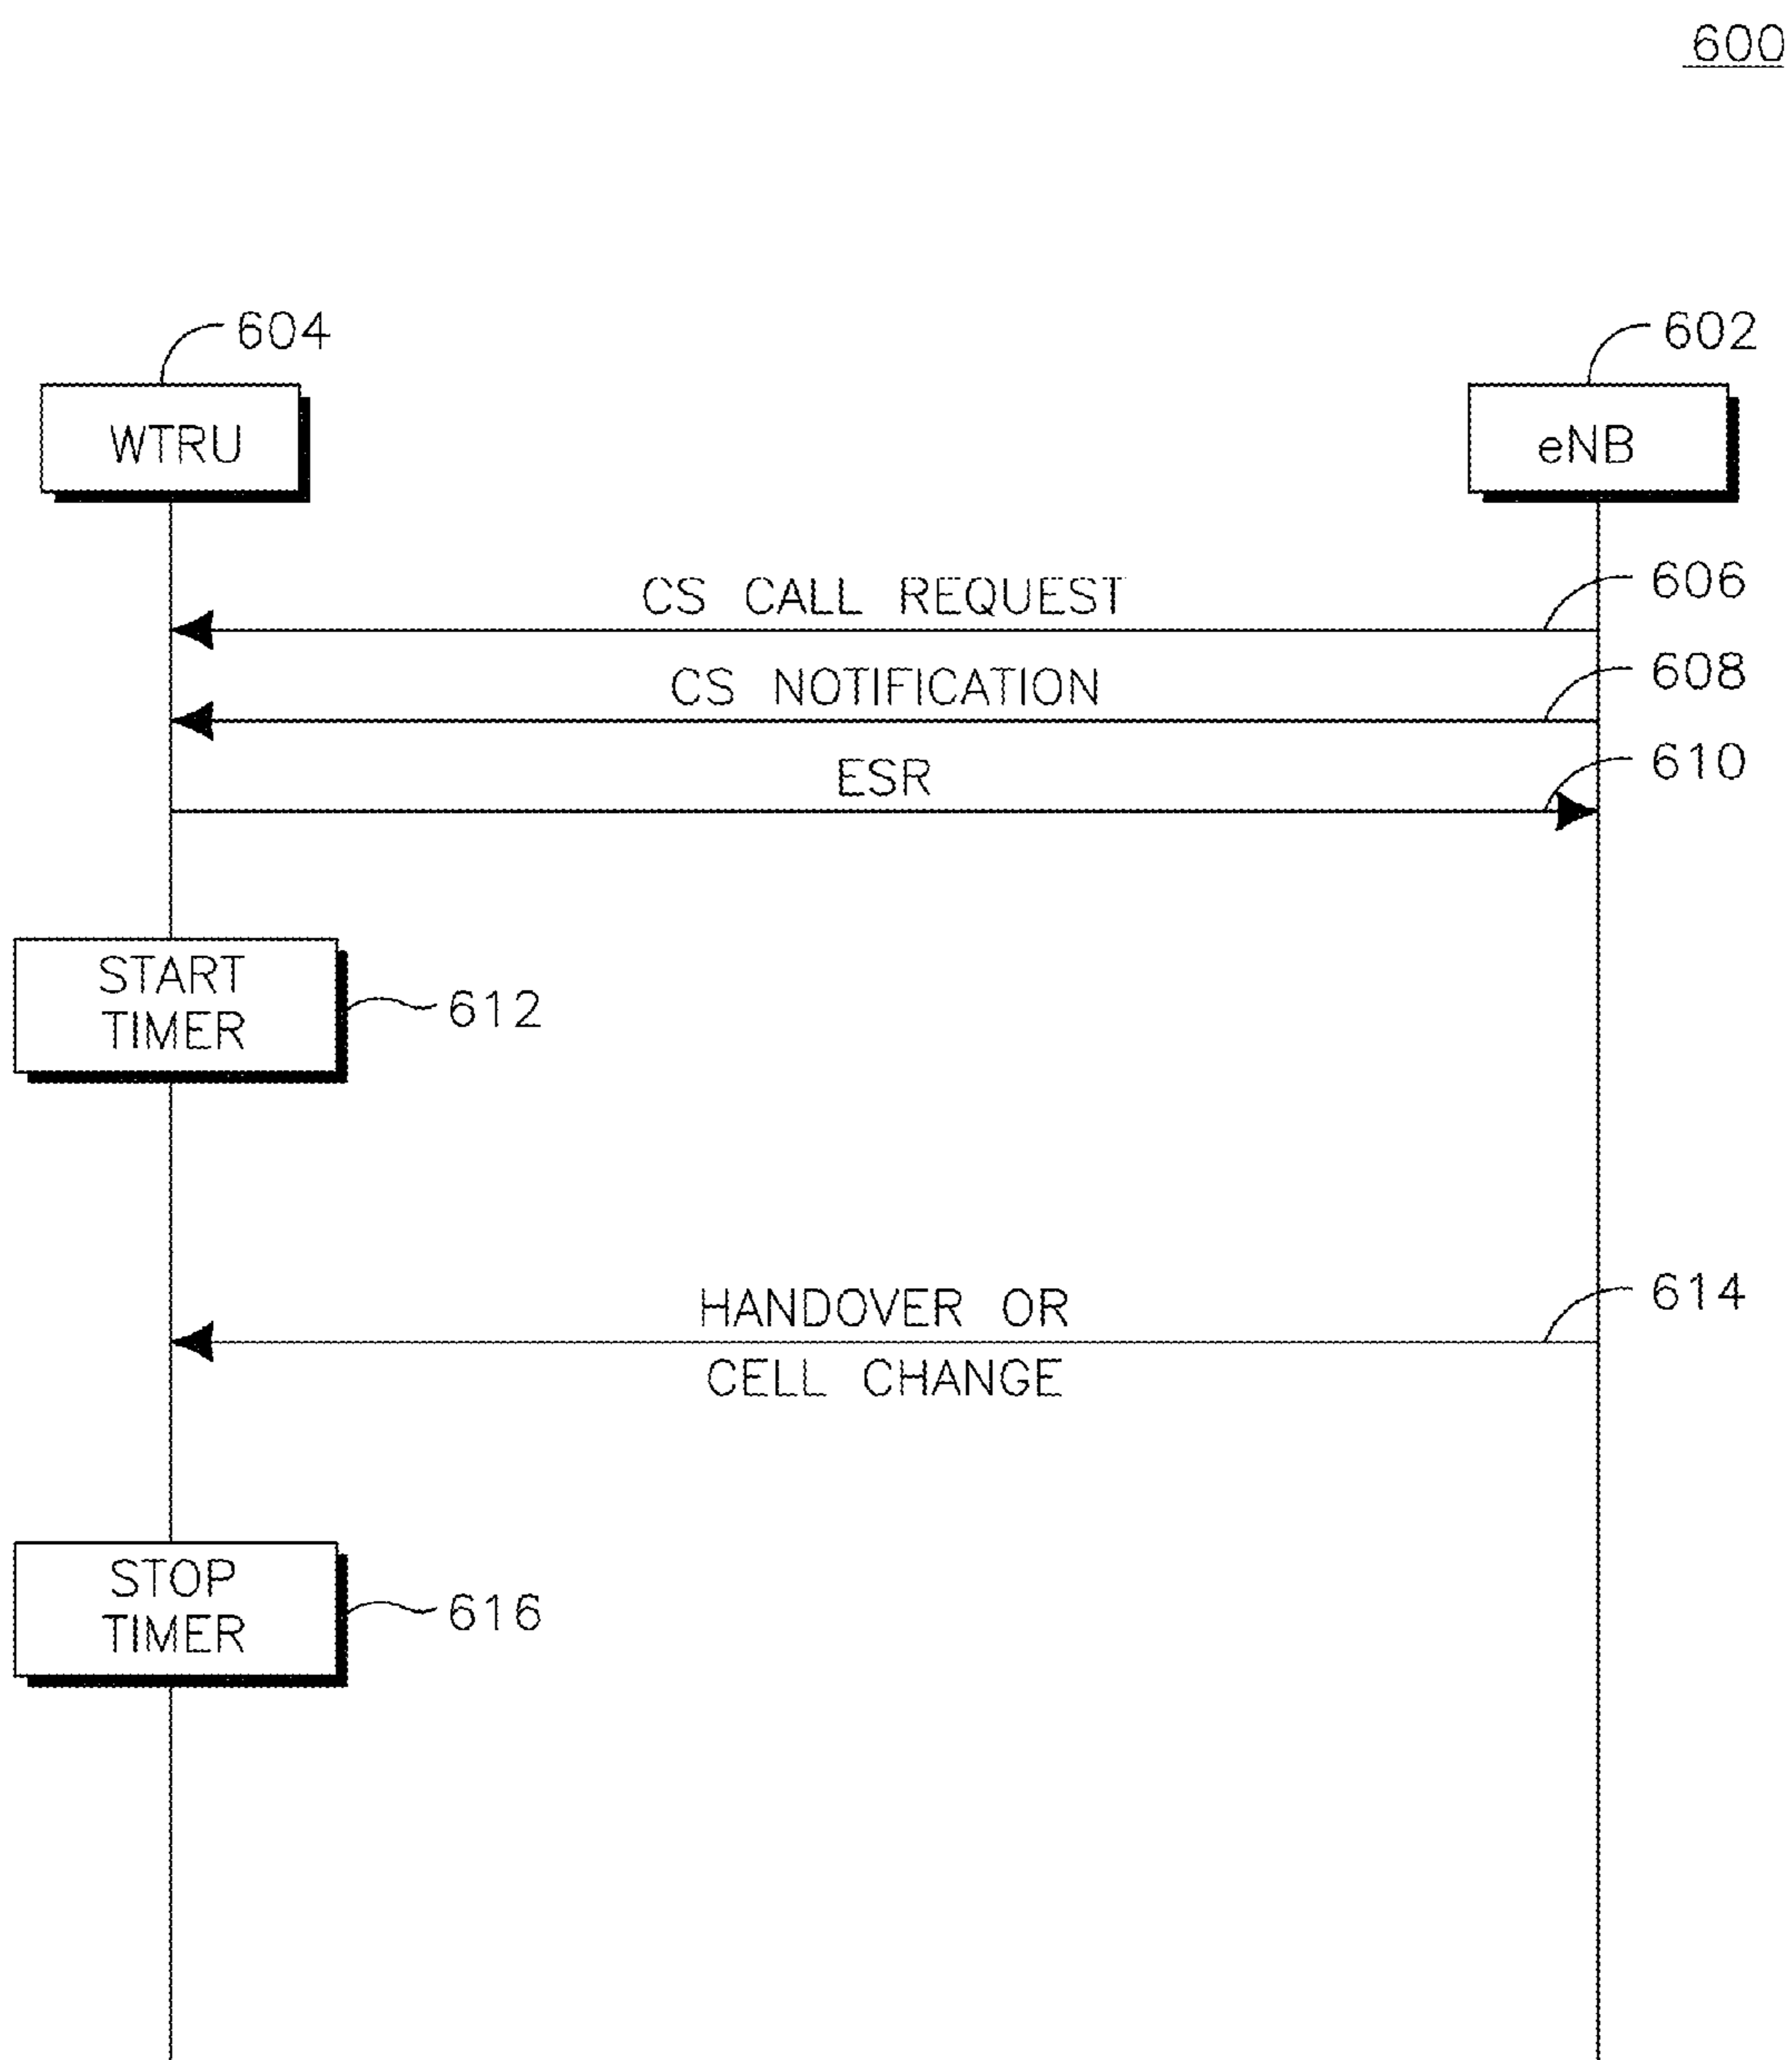 600
604
602
WTRU
eNB
CS CALL REQUEST
606
CS NOTIFICATION
608
ESR
610
START
TIMER
612
HANDOVER OR
614
CELL CHANGE
STOP
TIMER
616